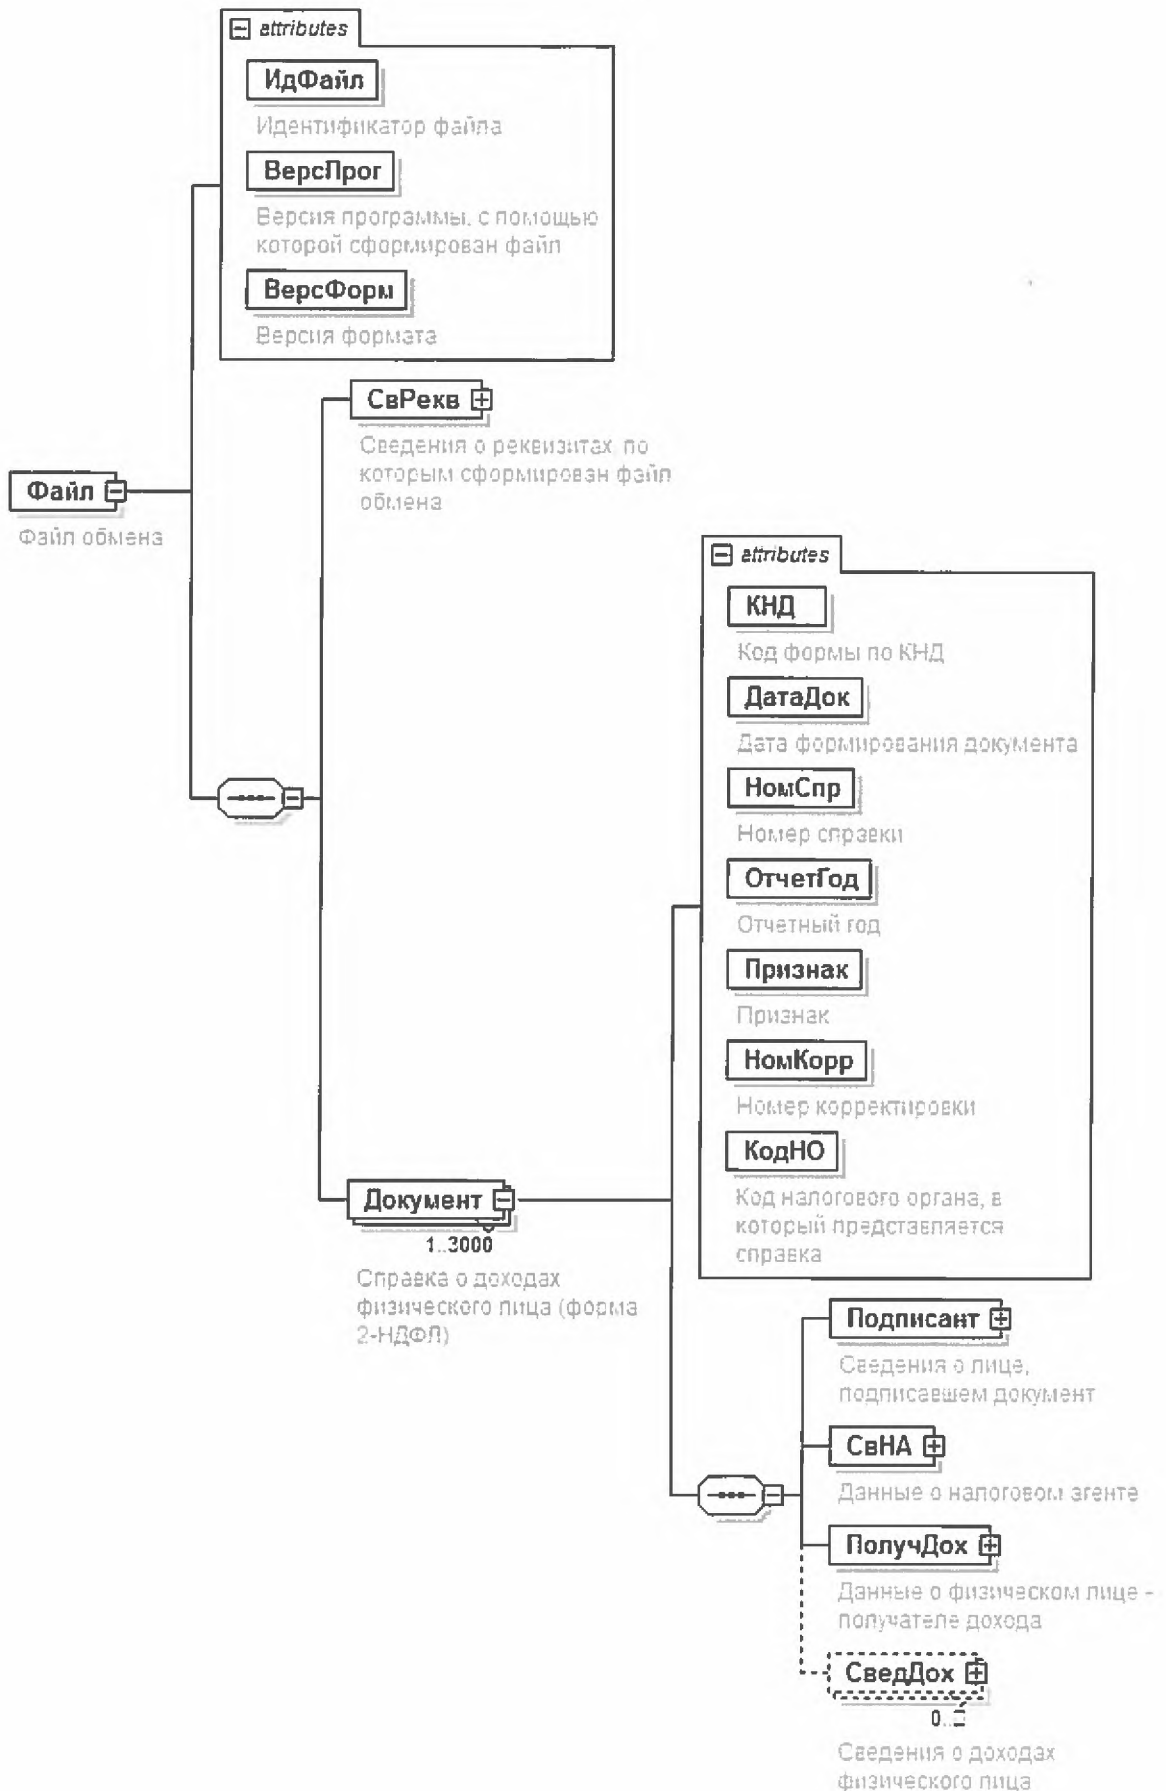 attributes
ИдФайл
Идентификатор файла
ВерсПрог
Версия программы, с помощью
которой сформирован файл
ВерсФорм
Версия формата
СвРекв
Сведения о реквизитах, по
которым сформирован файл
обмена
Файл
Файл обмена
attributes
КНД
Код формы по КНД
ДатаДок
Дата формирования документа
НомСпр
Номер справки
ОтчетГод
Отчетный год
Признак
Признак
НомКорр
Номер корректировки
КодНО
Код налогового органа, в
который представляется
справка
Документ
1..3000
Справка о доходах
физического лица (форма
2-НДФЛ)
Подписант
Сведения о лице,
подписавшем документ
СвНА
Данные о налоговом агенте
ПолучДох
Данные о физическом лице -
получателе дохода
СведДох
0..
Сведения о доходах
физического лица